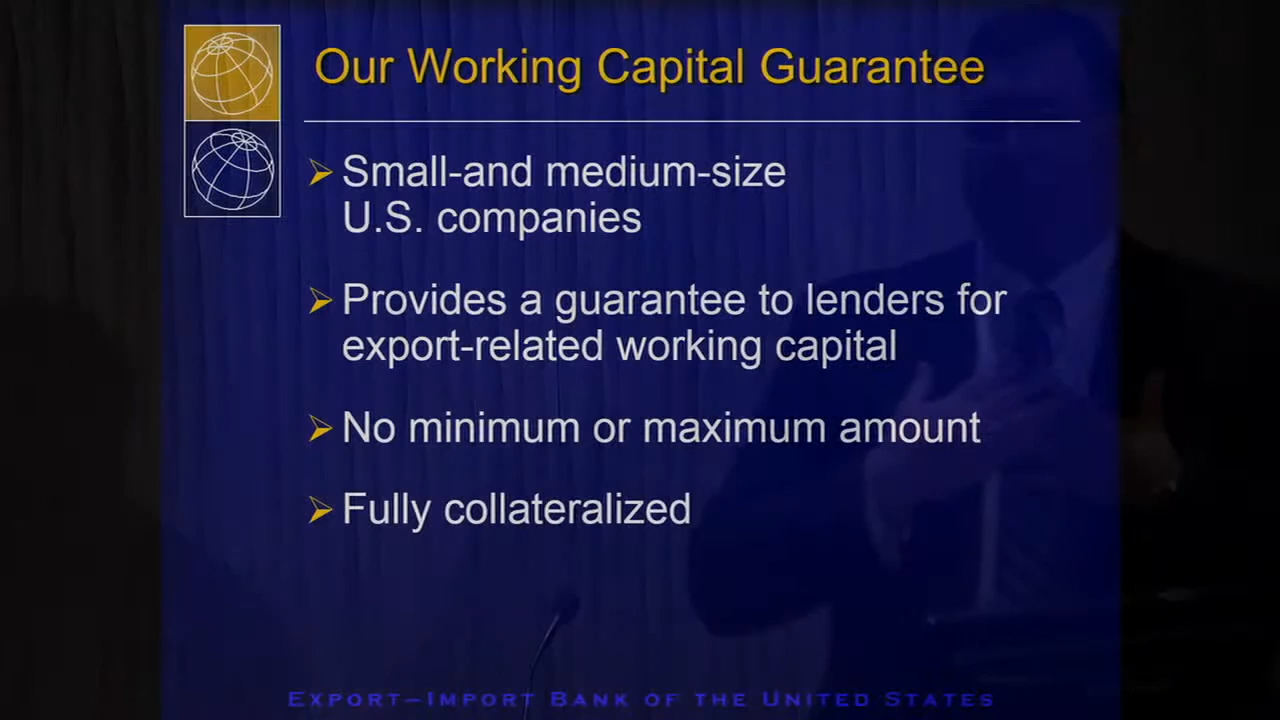 Our Working Capital Guarantee
Small-and medium-size
U.S. companies
Provides a guarantee to lenders for
export-related working capital
No minimum or maximum amount
Fully collateralized
Export-Import Bank of the United States